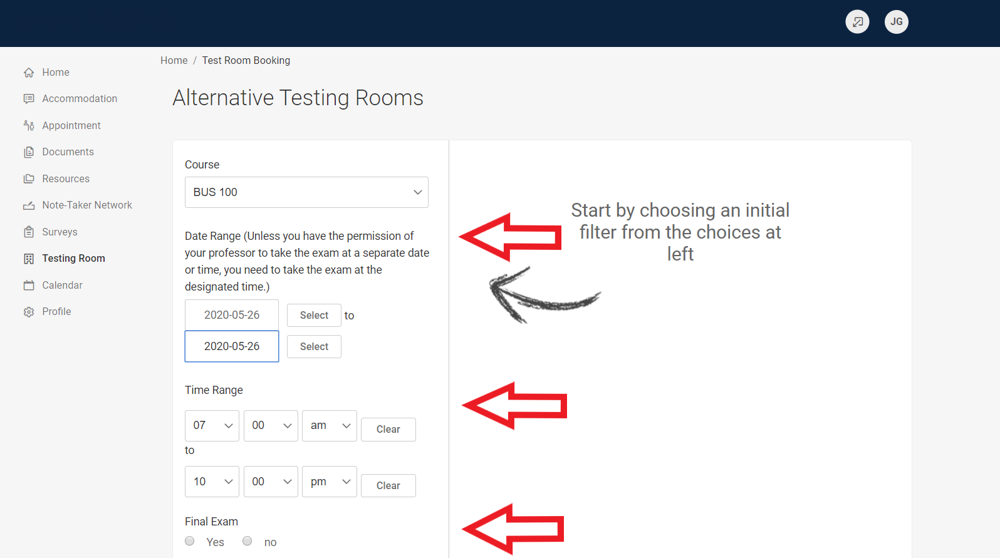 JG
Home / Test Room Booking
Home
Accommodation
Appointment
Documents
Resources
Note-Taker Network
Surveys
Testing Room
Calendar
Profile
Alternative Testing Rooms
Course
BUS 100
Date Range (Unless you have the permission of
your professor to take the exam at a separate date
or time, you need to take the exam at the
designated time.)
2020-05-26 Select to
2020-05-26 Select
Time Range
07 00 am Clear
to
10 00 pm Clear
Final Exam
Yes no
Start by choosing an initial
filter from the choices at
left